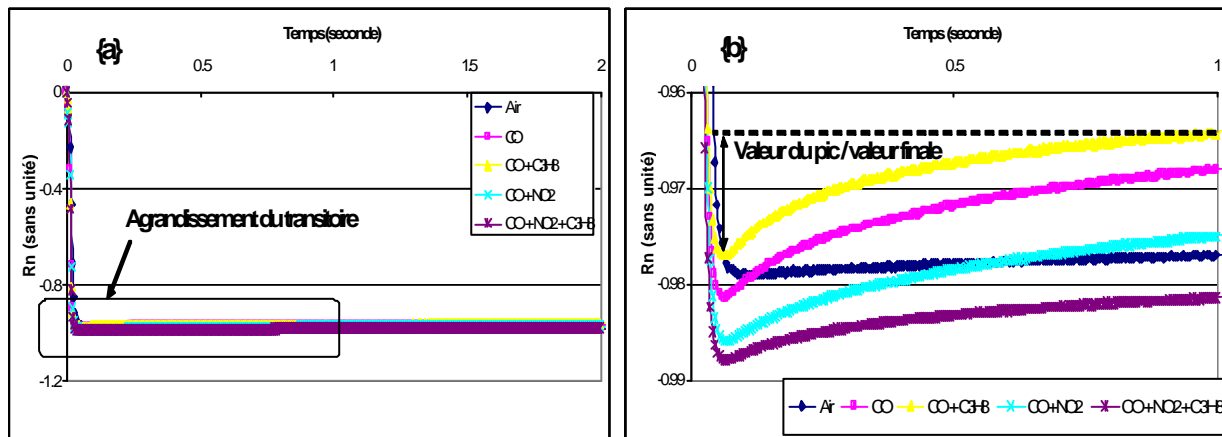 {a}
Temps(seconde)
0
0.5
1
1.5
2
0
-0.4
-0.8
-1.2
Rn (sans unité)
Air
CO
CO+C3H8
CO+NO2
CO+NO2+C3H8
Agrandissement du transitoire
{b}
Temps(seconde)
0
0.5
1
-0.96
-0.97
-0.98
-0.99
Rn (sans unité)
Valeur du pic / valeur finale
Air
CO
CO+C3H8
CO+NO2
CO+NO2+C3H8